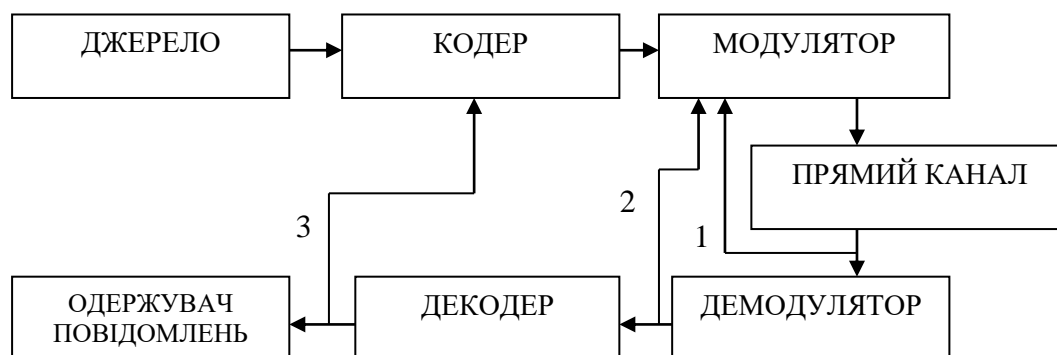 ДЖЕРЕЛО
КОДЕР
МОДУЛЯТОР
ПРЯМИЙ КАНАЛ
3
2
1
ОДЕРЖУВАЧ
ПОВІДОМЛЕНЬ
ДЕКОДЕР
ДЕМОДУЛЯТОР